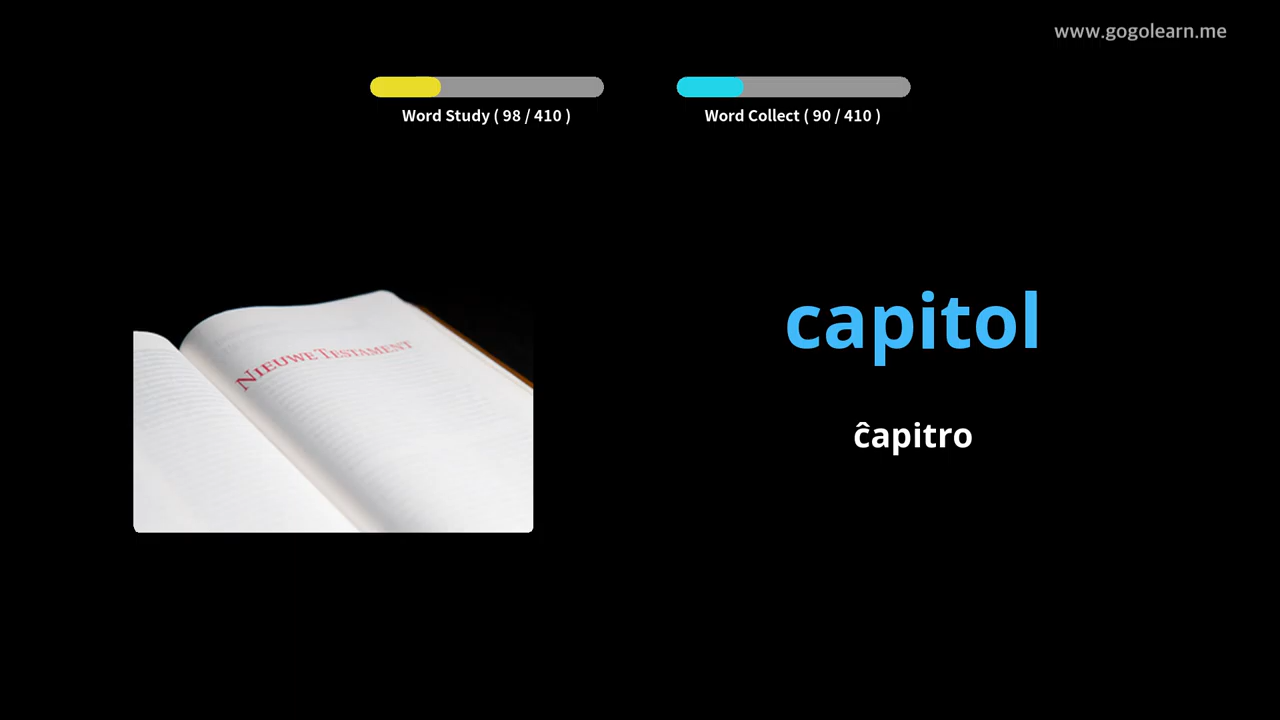 www.gogolearn.me
Word Study ( 98 / 410 )
Word Collect ( 90 / 410 )
NIEUWE TESTAMENT
capitol
ĉapitro